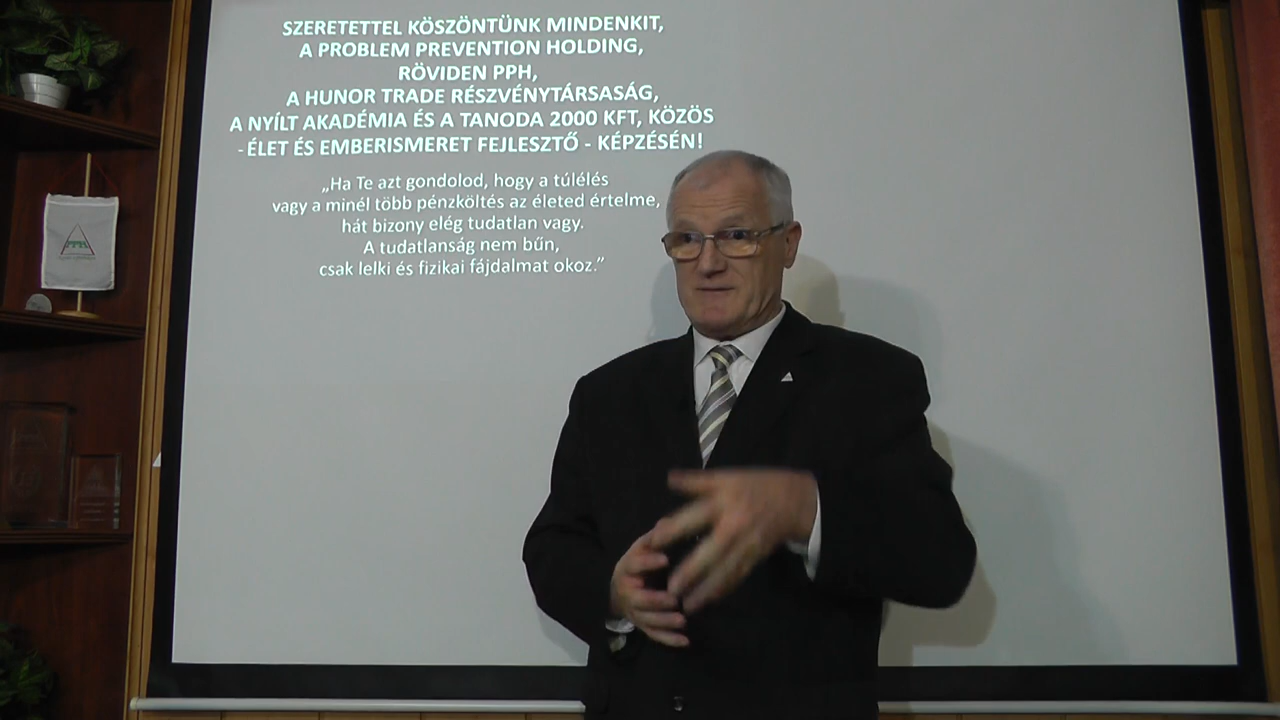 SZERETETTEL KÖSZÖNTÜNK MINDENKIT,
A PROBLEM PREVENTION HOLDING,
RÖVIDEN PPH,
A HUNOR TRADE RÉSZVÉNYTÁRSASÁG,
A NYÍLT AKADÉMIA ÉS A TANODA 2000 KFT, KÖZÖS
- ÉLET ÉS EMBERISMERET FEJLESZTŐ - KÉPZÉSÉN!
„Ha Te azt gondolod, hogy a túlélés
vagy a minél több pénzköltés az életed értelme,
hát bizony elég tudatlan vagy.
A tudatlanság nem bűn,
csak lelki és fizikai fájdalmat okoz.”